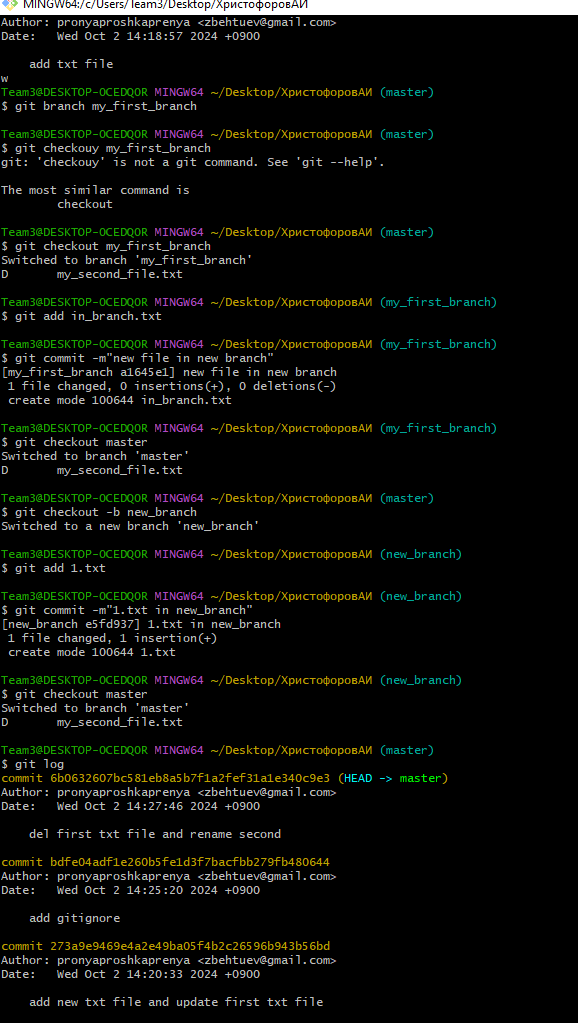 MINGW64:/c/Users/Team3/Desktop/ХристофоровАИ
Author: pronyaproshkaprenya <zbehtuev@gmail.com>
Date:   Wed Oct 2 14:18:57 2024 +0900
    add txt file
w
Team3@DESKTOP-OCEDQOR MINGW64 ~/Desktop/ХристофоровАИ (master)
$ git branch my_first_branch
Team3@DESKTOP-OCEDQOR MINGW64 ~/Desktop/ХристофоровАИ (master)
$ git checkouy my_first_branch
git: 'checkouy' is not a git command. See 'git --help'.
The most similar command is
        checkout
Team3@DESKTOP-OCEDQOR MINGW64 ~/Desktop/ХристофоровАИ (master)
$ git checkout my_first_branch
Switched to branch 'my_first_branch'
D       my_second_file.txt
Team3@DESKTOP-OCEDQOR MINGW64 ~/Desktop/ХристофоровАИ (my_first_branch)
$ git add in_branch.txt
Team3@DESKTOP-OCEDQOR MINGW64 ~/Desktop/ХристофоровАИ (my_first_branch)
$ git commit -m"new file in new branch"
[my_first_branch a1645e1] new file in new branch
 1 file changed, 0 insertions(+), 0 deletions(-)
 create mode 100644 in_branch.txt
Team3@DESKTOP-OCEDQOR MINGW64 ~/Desktop/ХристофоровАИ (my_first_branch)
$ git checkout master
Switched to branch 'master'
D       my_second_file.txt
Team3@DESKTOP-OCEDQOR MINGW64 ~/Desktop/ХристофоровАИ (master)
$ git checkout -b new_branch
Switched to a new branch 'new_branch'
Team3@DESKTOP-OCEDQOR MINGW64 ~/Desktop/ХристофоровАИ (new_branch)
$ git add 1.txt
Team3@DESKTOP-OCEDQOR MINGW64 ~/Desktop/ХристофоровАИ (new_branch)
$ git commit -m"1.txt in new_branch"
[new_branch e5fd937] 1.txt in new_branch
 1 file changed, 1 insertion(+)
 create mode 100644 1.txt
Team3@DESKTOP-OCEDQOR MINGW64 ~/Desktop/ХристофоровАИ (new_branch)
$ git checkout master
Switched to branch 'master'
D       my_second_file.txt
Team3@DESKTOP-OCEDQOR MINGW64 ~/Desktop/ХристофоровАИ (master)
$ git log
commit 6b0632607bc581eb8a5b7f1a2fef31a1e340c9e3 (HEAD -> master)
Author: pronyaproshkaprenya <zbehtuev@gmail.com>
Date:   Wed Oct 2 14:27:46 2024 +0900
    del first txt file and rename second
commit bdfe04adf1e260b5fe1d3f7bacfbb279fb480644
Author: pronyaproshkaprenya <zbehtuev@gmail.com>
Date:   Wed Oct 2 14:25:20 2024 +0900
    add gitignore
commit 273a9e9469e4a2e49ba05f4b2c26596b943b56bd
Author: pronyaproshkaprenya <zbehtuev@gmail.com>
Date:   Wed Oct 2 14:20:33 2024 +0900
    add new txt file and update first txt file